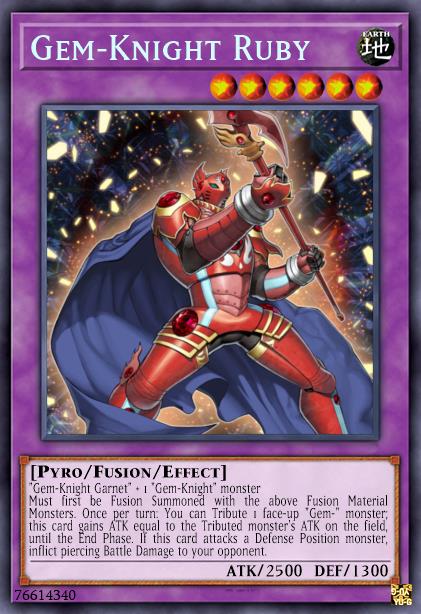 GEM-KNIGHT RUBY
EARTH
地
[PYRO/FUSION/EFFECT]
"Gem-Knight Garnet" + 1 "Gem-Knight" monster
Must first be Fusion Summoned with the above Fusion Material
Monsters. Once per turn: You can Tribute 1 face-up "Gem-" monster;
this card gains ATK equal to the Tributed monster's ATK on the field,
until the End Phase. If this card attacks a Defense Position monster,
inflict piercing Battle Damage to your opponent.
ATK/2500 DEF/1300
76614340